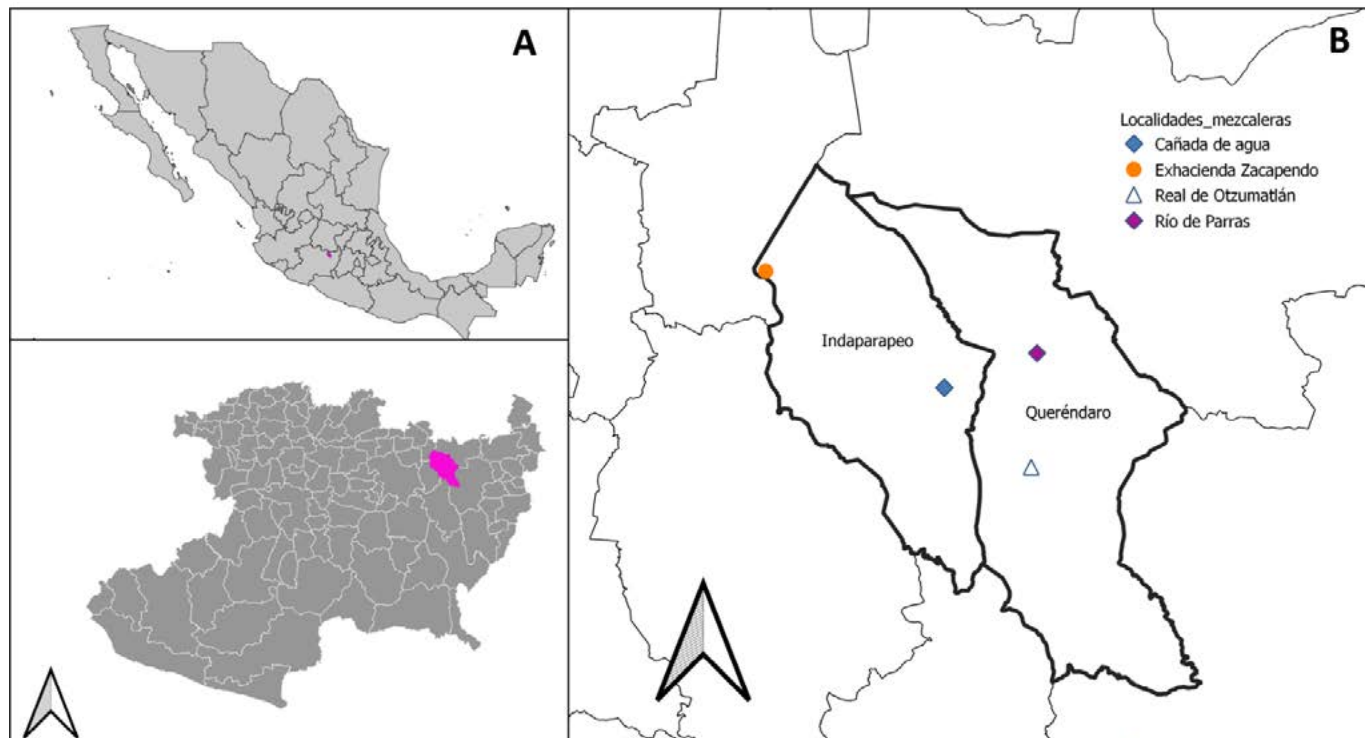 A
B
Localidades_mezcaleras
Cañada de agua
Exhacienda Zacapendo
Real de Otzumatlán
Río de Parras
Indaparapeo
Queréndaro